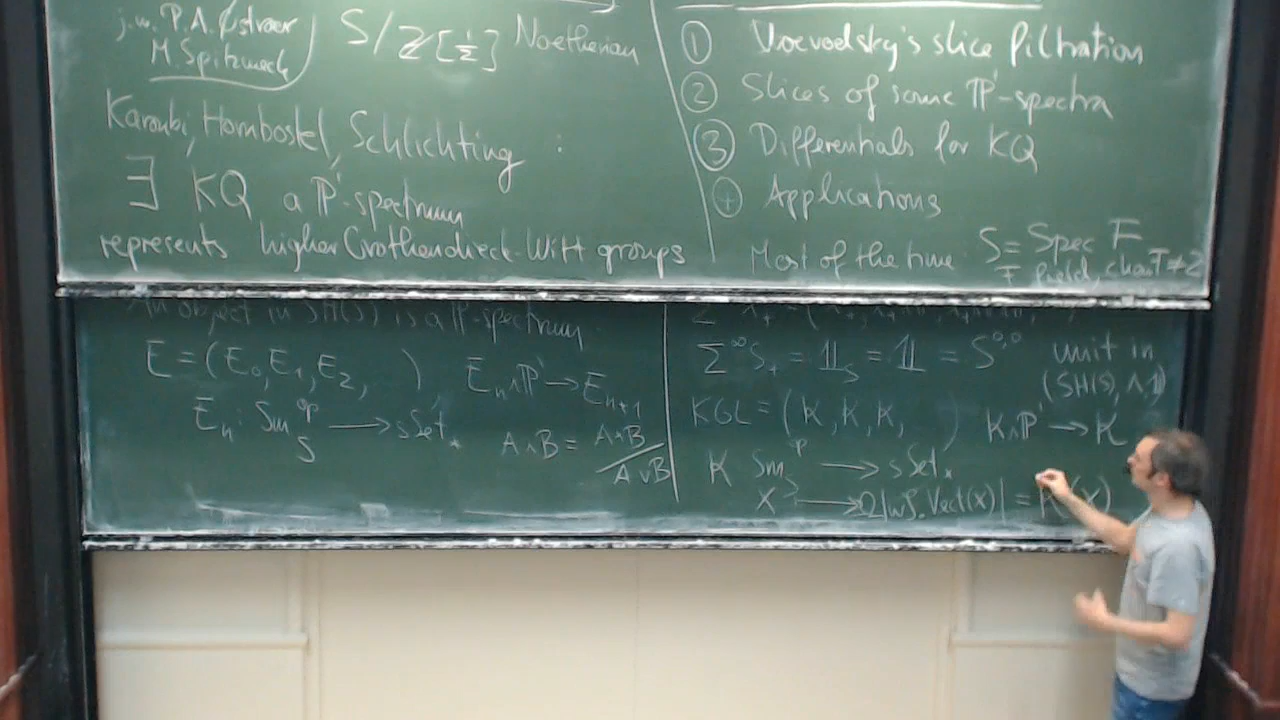 j.w. P.A. Østvær
M. Spitzweck
S/ℤ[½] Noetherian
Karoubi, Hornbostel, Schlichting :
∃ KQ a ℙ¹-spectrum
represents higher Grothendieck-Witt groups
① Voevodsky's slice filtration
② Slices of some ℙ¹-spectra
③ Differentials for KQ
④ Applications
Most of the time S = Spec F
F field, char F ≠ 2
An object in SH(S) is a ℙ¹-spectrum
E = (E₀, E₁, E₂, ) Eₙ∧ℙ¹ → Eₙ₊₁
Eₙ: Sm_S^op → sSet_* A∧B = A×B / A∨B
Σ^∞ S₊ = 𝟙_S = 𝟙 = S^{0,0} unit in
(SH(S), ∧, 𝟙)
KGL = (K, K, K, ) K∧ℙ¹ → K
K Sm_S^op → sSet_*
X → Ω|wS.Vect(X)| = K(X)